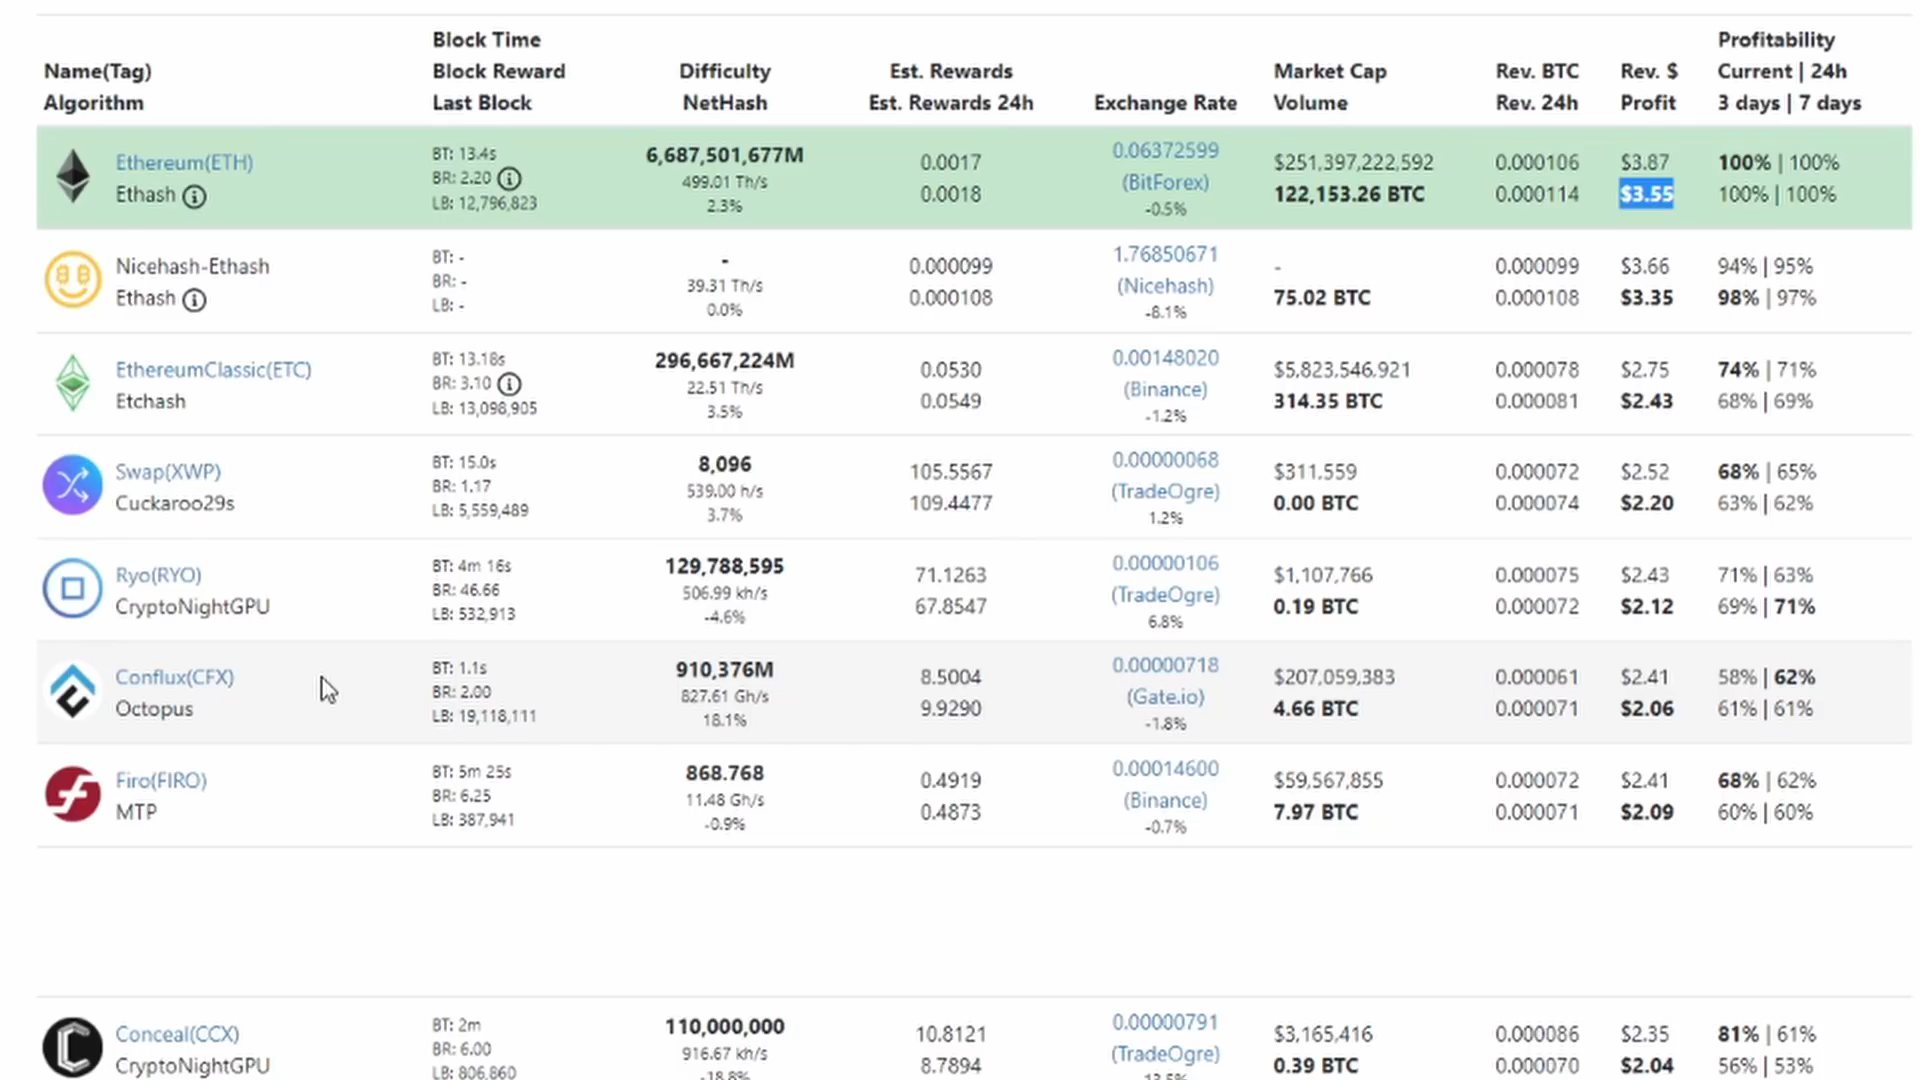 Name(Tag)
Algorithm
Block Time
Block Reward
Last Block
Difficulty
NetHash
Est. Rewards
Est. Rewards 24h
Exchange Rate
Market Cap
Volume
Rev. BTC
Rev. 24h
Rev. $
Profit
Profitability
Current | 24h
3 days | 7 days
Ethereum(ETH)
Ethash
BT: 13.4s
BR: 2.20
LB: 12,796,823
6,687,501,677M
499.01 Th/s
2.3%
0.0017
0.0018
0.06372599
(BitForex)
-0.5%
$251,397,222,592
122,153.26 BTC
0.000106
0.000114
$3.87
$3.55
100% | 100%
100% | 100%
Nicehash-Ethash
Ethash
BT: -
BR: -
LB: -
-
39.31 Th/s
0.0%
0.000099
0.000108
1.76850671
(Nicehash)
-8.1%
-
75.02 BTC
0.000099
0.000108
$3.66
$3.35
94% | 95%
98% | 97%
EthereumClassic(ETC)
Etchash
BT: 13.18s
BR: 3.10
LB: 13,098,905
296,667,224M
22.51 Th/s
3.5%
0.0530
0.0549
0.00148020
(Binance)
-1.2%
$5,823,546,921
314.35 BTC
0.000078
0.000081
$2.75
$2.43
74% | 71%
68% | 69%
Swap(XWP)
Cuckaroo29s
BT: 15.0s
BR: 1.17
LB: 5,559,489
8,096
539.00 h/s
3.7%
105.5567
109.4477
0.00000068
(TradeOgre)
1.2%
$311,559
0.00 BTC
0.000072
0.000074
$2.52
$2.20
68% | 65%
63% | 62%
Ryo(RYO)
CryptoNightGPU
BT: 4m 16s
BR: 46.66
LB: 532,913
129,788,595
506.99 kh/s
-4.6%
71.1263
67.8547
0.00000106
(TradeOgre)
6.8%
$1,107,766
0.19 BTC
0.000075
0.000072
$2.43
$2.12
71% | 63%
69% | 71%
Conflux(CFX)
Octopus
BT: 1.1s
BR: 2.00
LB: 19,118,111
910,376M
827.61 Gh/s
18.1%
8.5004
9.9290
0.00000718
(Gate.io)
-1.8%
$207,059,383
4.66 BTC
0.000061
0.000071
$2.41
$2.06
58% | 62%
61% | 61%
Firo(FIRO)
MTP
BT: 5m 25s
BR: 6.25
LB: 387,941
868.768
11.48 Gh/s
-0.9%
0.4919
0.4873
0.00014600
(Binance)
-0.7%
$59,567,855
7.97 BTC
0.000072
0.000071
$2.41
$2.09
68% | 62%
60% | 60%
Conceal(CCX)
CryptoNightGPU
BT: 2m
BR: 6.00
LB: 806,860
110,000,000
916.67 kh/s
-18.8%
10.8121
8.7894
0.00000791
(TradeOgre)
$3,165,416
0.39 BTC
0.000086
0.000070
$2.35
$2.04
81% | 61%
56% | 53%